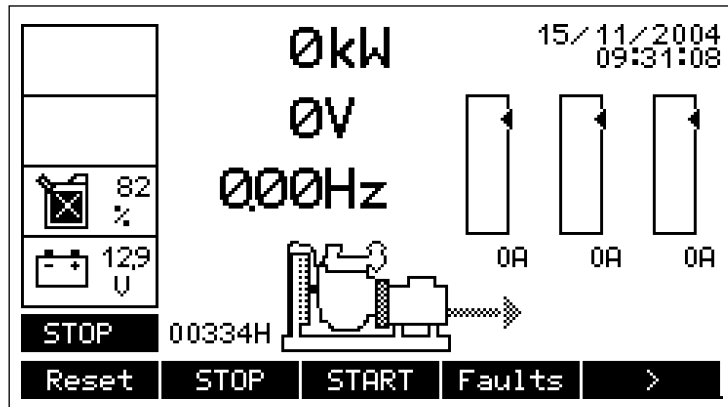 0kW
15/11/2004
09:31:08
0V
82
%
0.00Hz
12,9
V
0A 0A 0A
STOP
00334H
Reset STOP START Faults >